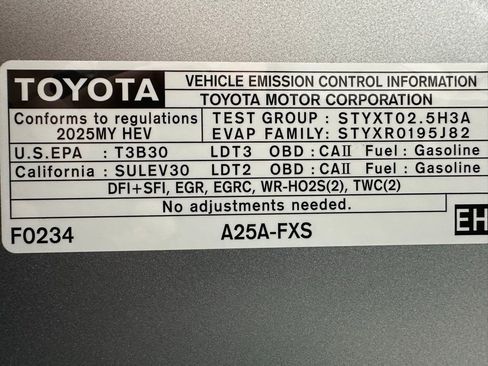 TOYOTA
VEHICLE EMISSION CONTROL INFORMATION
TOYOTA MOTOR CORPORATION
Conforms to regulations
2025MY HEV
TEST GROUP : STYXT02.5H3A
EVAP FAMILY: STYXR0195J82
U.S.EPA : T3B30 LDT3 OBD : CAII Fuel : Gasoline
California : SULEV30 LDT2 OBD : CAII Fuel : Gasoline
DFI+SFI, EGR, EGRC, WR-HO2S(2), TWC(2)
No adjustments needed.
F0234 A25A-FXS EH